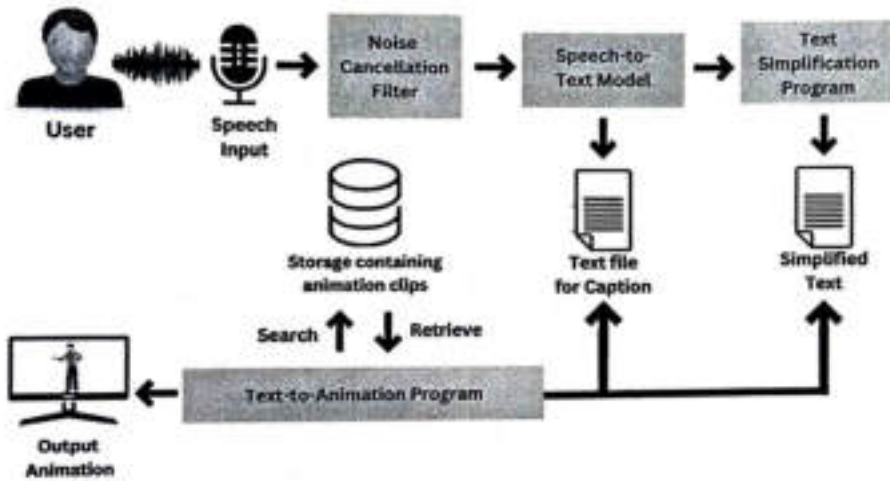 User
Speech
Input
Noise
Cancellation
Filter
Speech-to-
Text Model
Text
Simplification
Program
Storage containing
animation clips
Text file
for Caption
Simplified
Text
Search
Retrieve
Text-to-Animation Program
Output
Animation